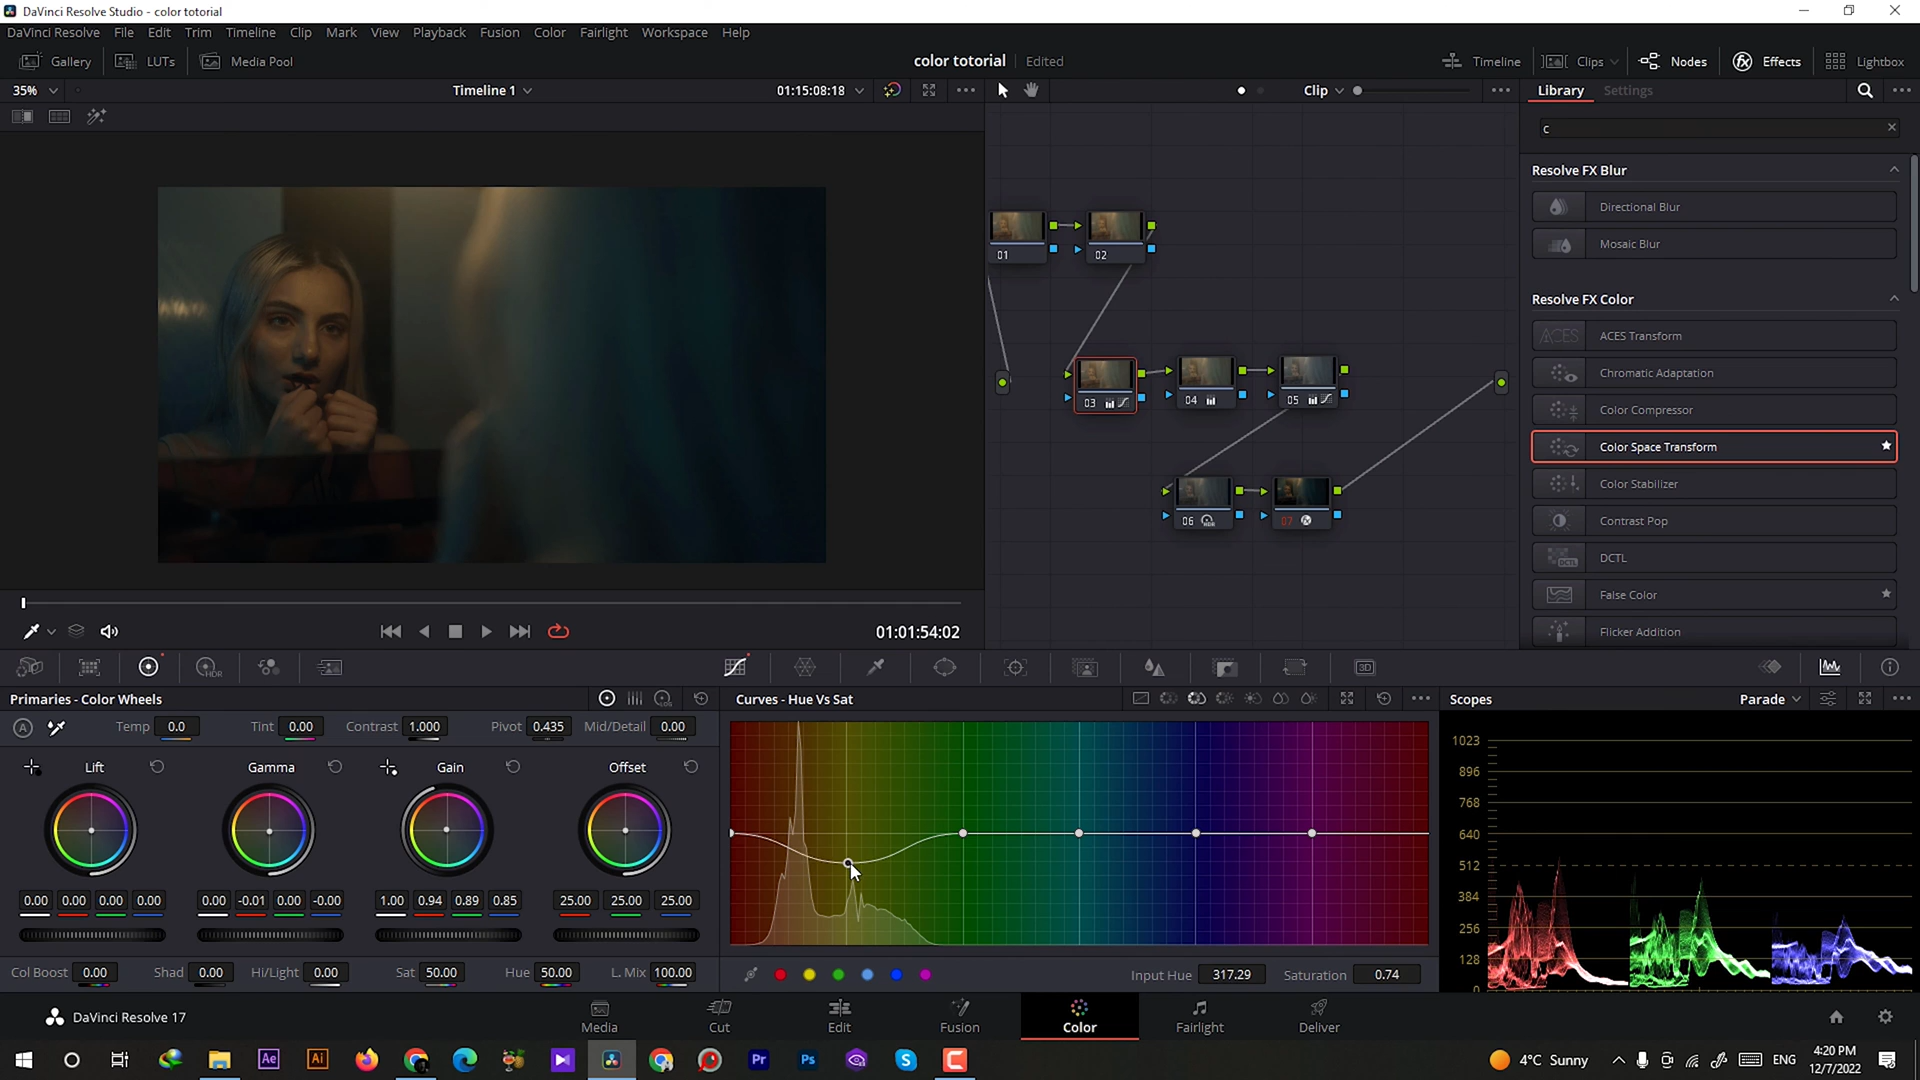 DaVinci Resolve Studio - color totorial
DaVinci Resolve File Edit Trim Timeline Clip Mark View Playback Fusion Color Fairlight Workspace Help
Gallery LUTs Media Pool color totorial Edited Timeline Clips Nodes Effects Lightbox
35% Timeline 1 01:15:08:18 Clip Library Settings
c
Resolve FX Blur
Directional Blur
Mosaic Blur
Resolve FX Color
ACES Transform
Chromatic Adaptation
Color Compressor
Color Space Transform
Color Stabilizer
Contrast Pop
DCTL
False Color
Flicker Addition
01 02
03 04 05
06 07
01:01:54:02
Primaries - Color Wheels Curves - Hue Vs Sat Scopes Parade
Temp 0.0 Tint 0.00 Contrast 1.000 Pivot 0.435 Mid/Detail 0.00
Lift Gamma Gain Offset
0.00 0.00 0.00 0.00 0.00 -0.01 0.00 -0.00 1.00 0.94 0.89 0.85 25.00 25.00 25.00
Col Boost 0.00 Shad 0.00 Hi/Light 0.00 Sat 50.00 Hue 50.00 L. Mix 100.00
Input Hue 317.29 Saturation 0.74
1023
896
768
640
512
384
256
128
0
DaVinci Resolve 17 Media Cut Edit Fusion Color Fairlight Deliver
4°C Sunny ENG 4:20 PM
12/7/2022